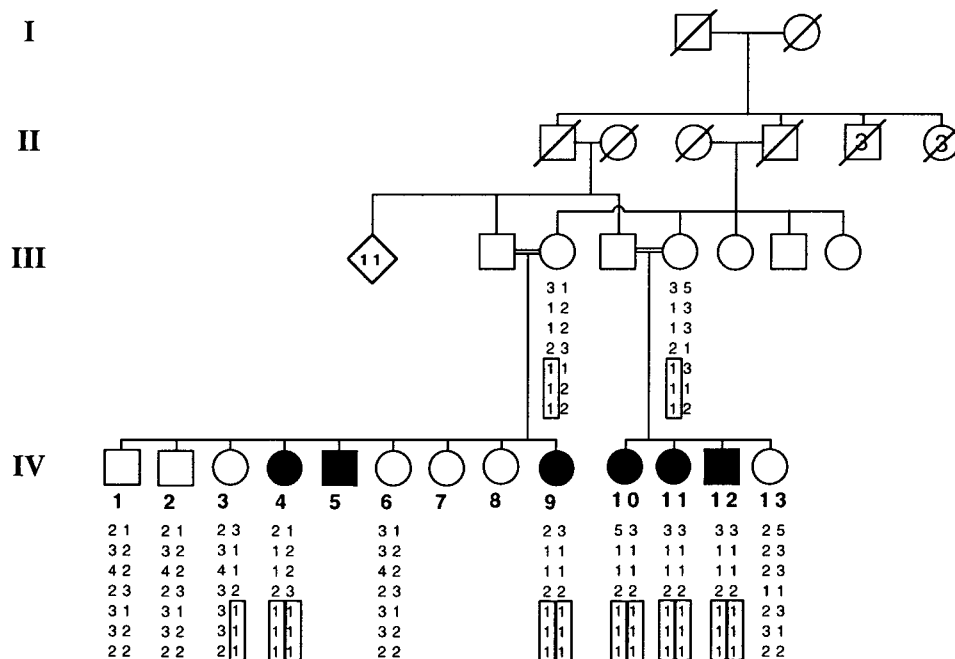 I
II
3 3
III
11
3 1 3 5
1 2 1 3
1 2 1 3
2 3 2 1
1 1 1 3
1 2 1 1
1 2 1 2
IV
1 2 3 4 5 6 7 8 9 10 11 12 13
2 1 2 1 2 3 2 1 3 1 2 3 5 3 3 3 3 3 2 5
3 2 3 2 3 1 1 2 3 2 1 1 1 1 1 1 1 1 2 3
4 2 4 2 4 1 1 2 4 2 1 1 1 1 1 1 1 1 2 3
2 3 2 3 3 2 2 3 2 3 2 2 2 2 2 2 2 2 1 1
3 1 3 1 3 1 1 1 3 1 1 1 1 1 1 1 1 1 2 3
3 2 3 2 3 1 1 1 3 2 1 1 1 1 1 1 1 1 3 1
2 2 2 2 2 1 1 1 2 2 1 1 1 1 1 1 1 1 2 2